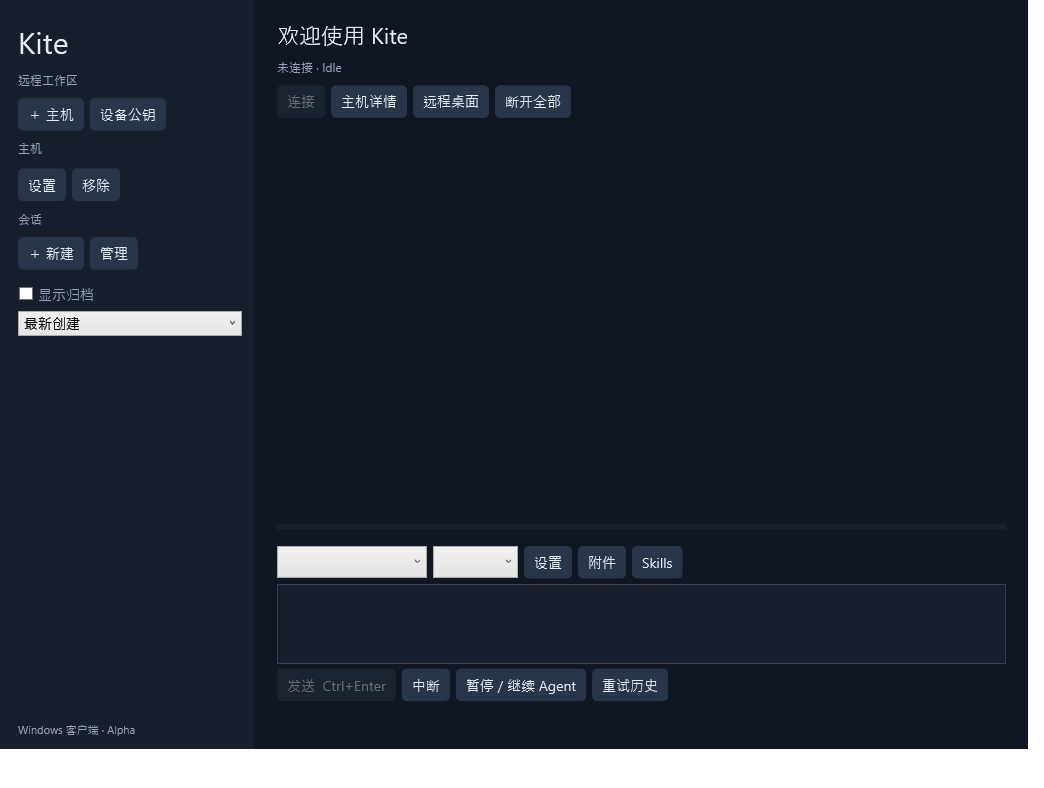 Kite
远程工作区
＋ 主机 设备公钥
主机
设置 移除
会话
＋ 新建 管理
显示归档
最新创建
Windows 客户端 · Alpha
欢迎使用 Kite
未连接 · Idle
连接 主机详情 远程桌面 断开全部
设置 附件 Skills
发送 Ctrl+Enter 中断 暂停 / 继续 Agent 重试历史